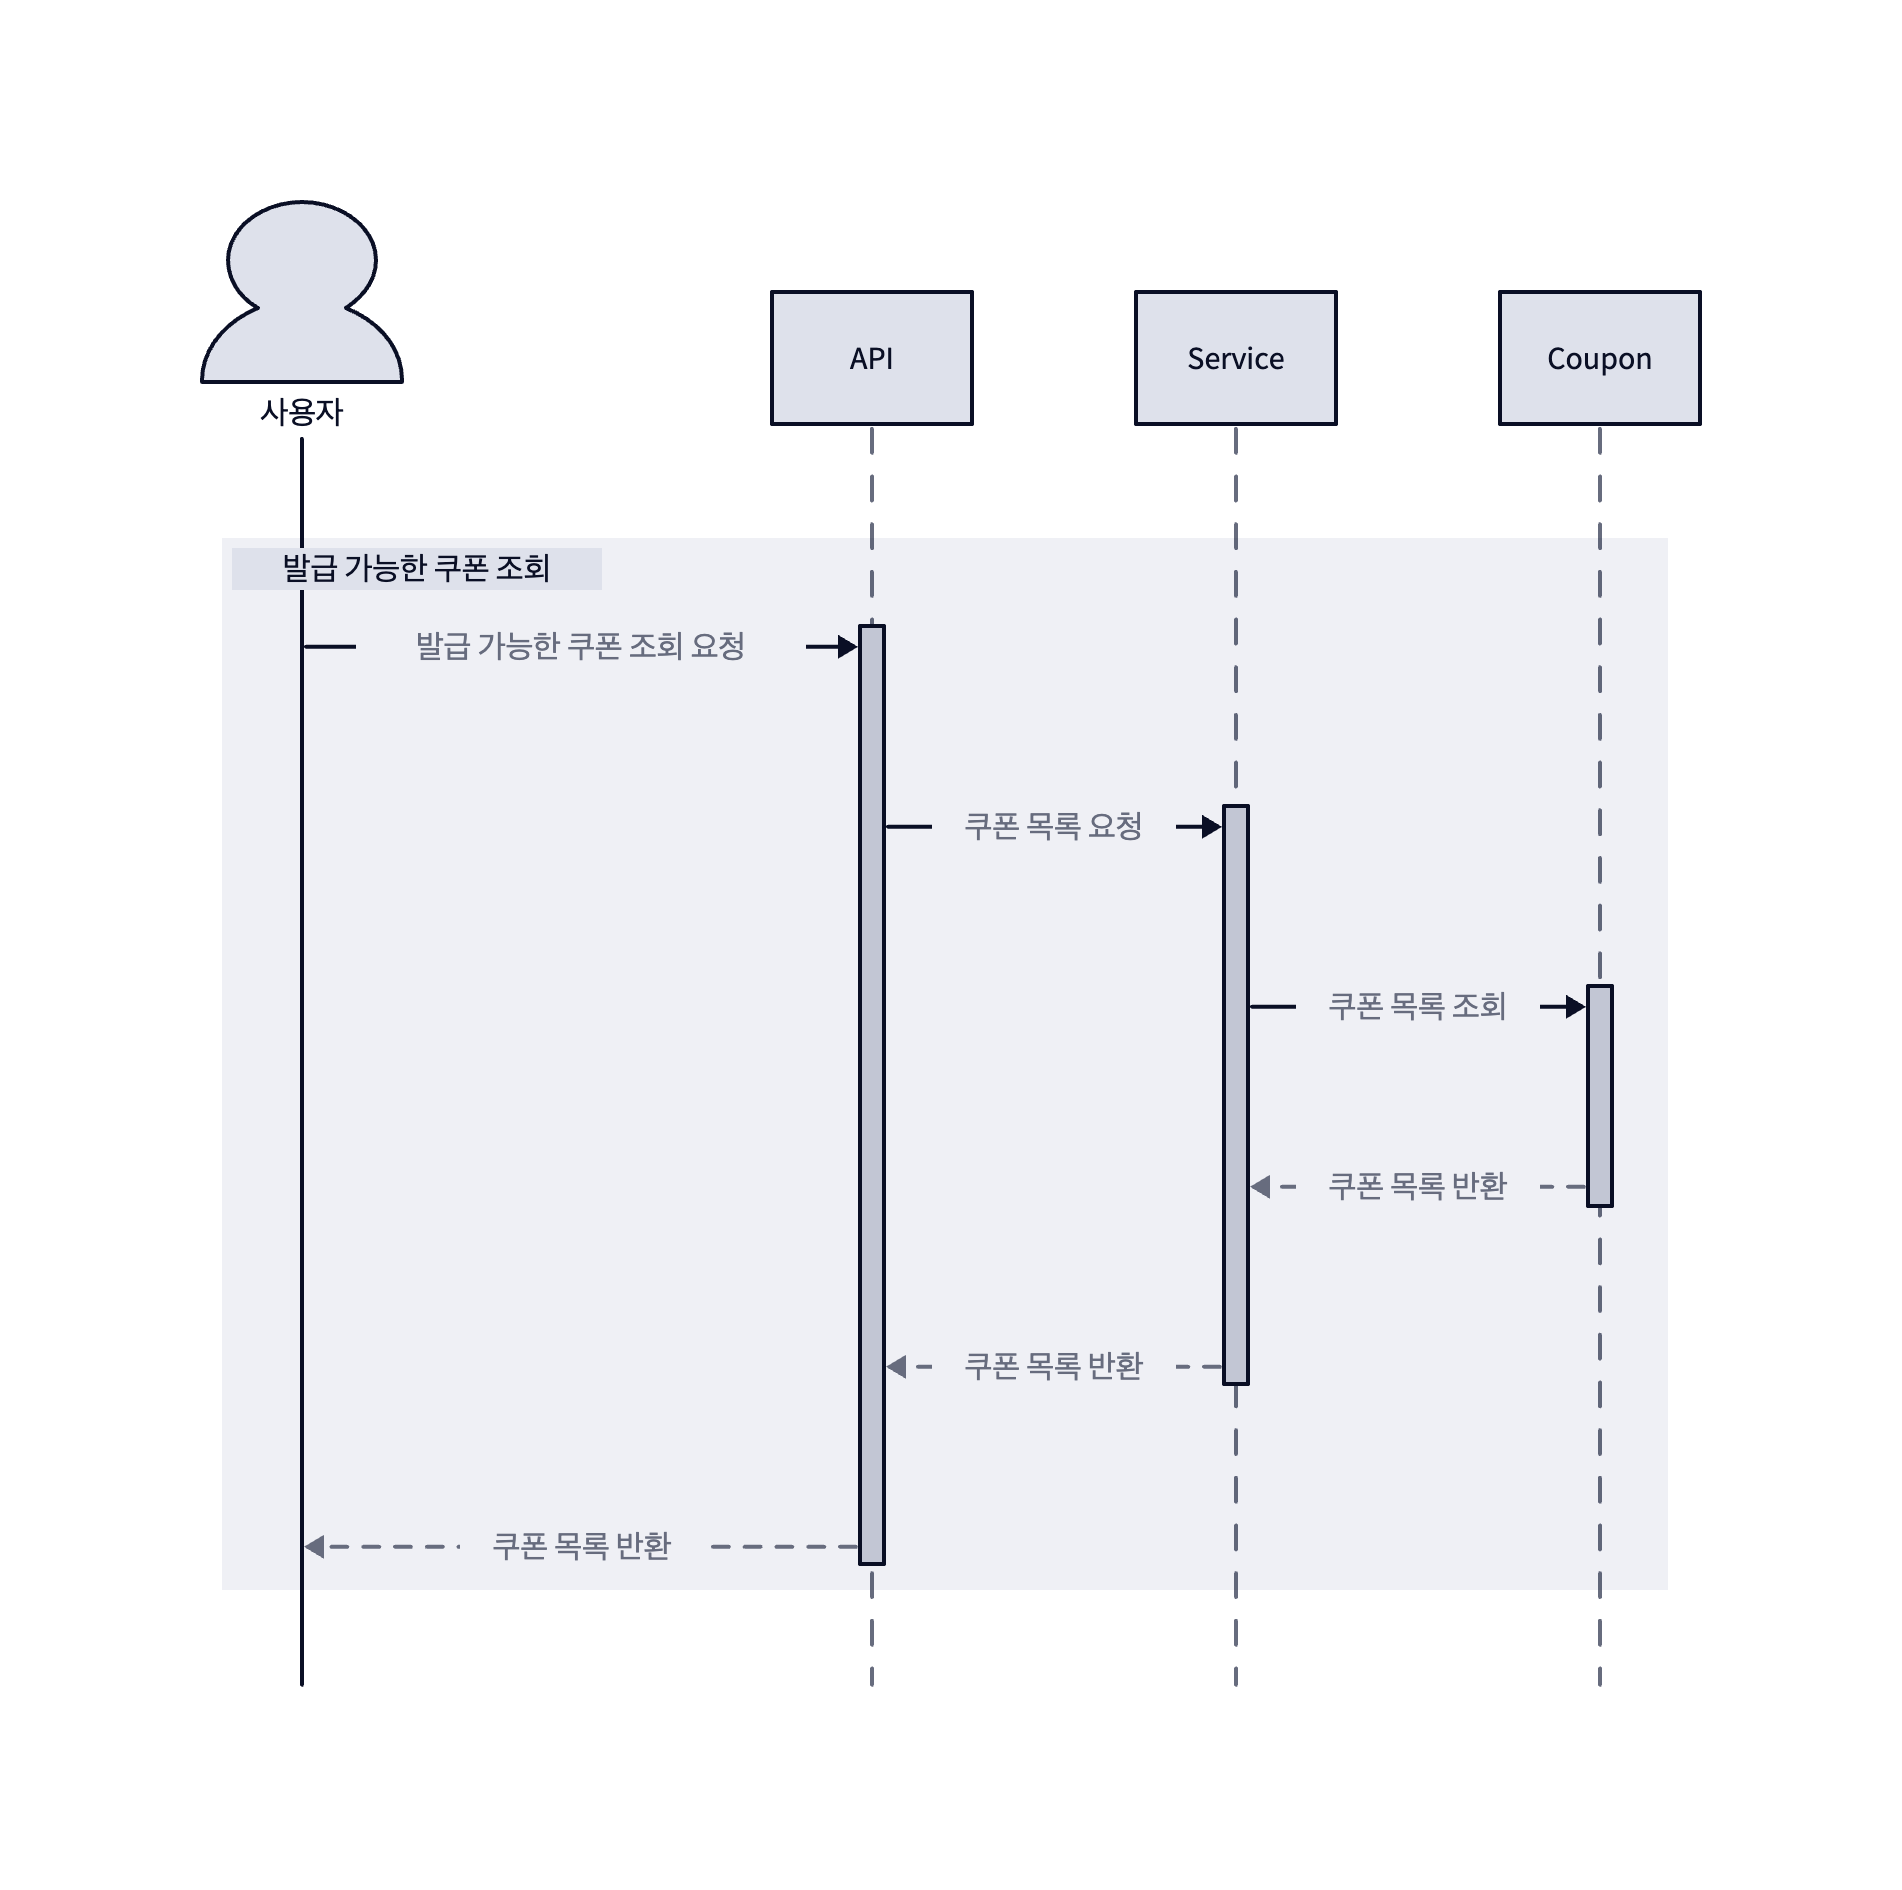 사용자
API
Service
Coupon
발급 가능한 쿠폰 조회
발급 가능한 쿠폰 조회 요청
쿠폰 목록 요청
쿠폰 목록 조회
쿠폰 목록 반환
쿠폰 목록 반환
쿠폰 목록 반환